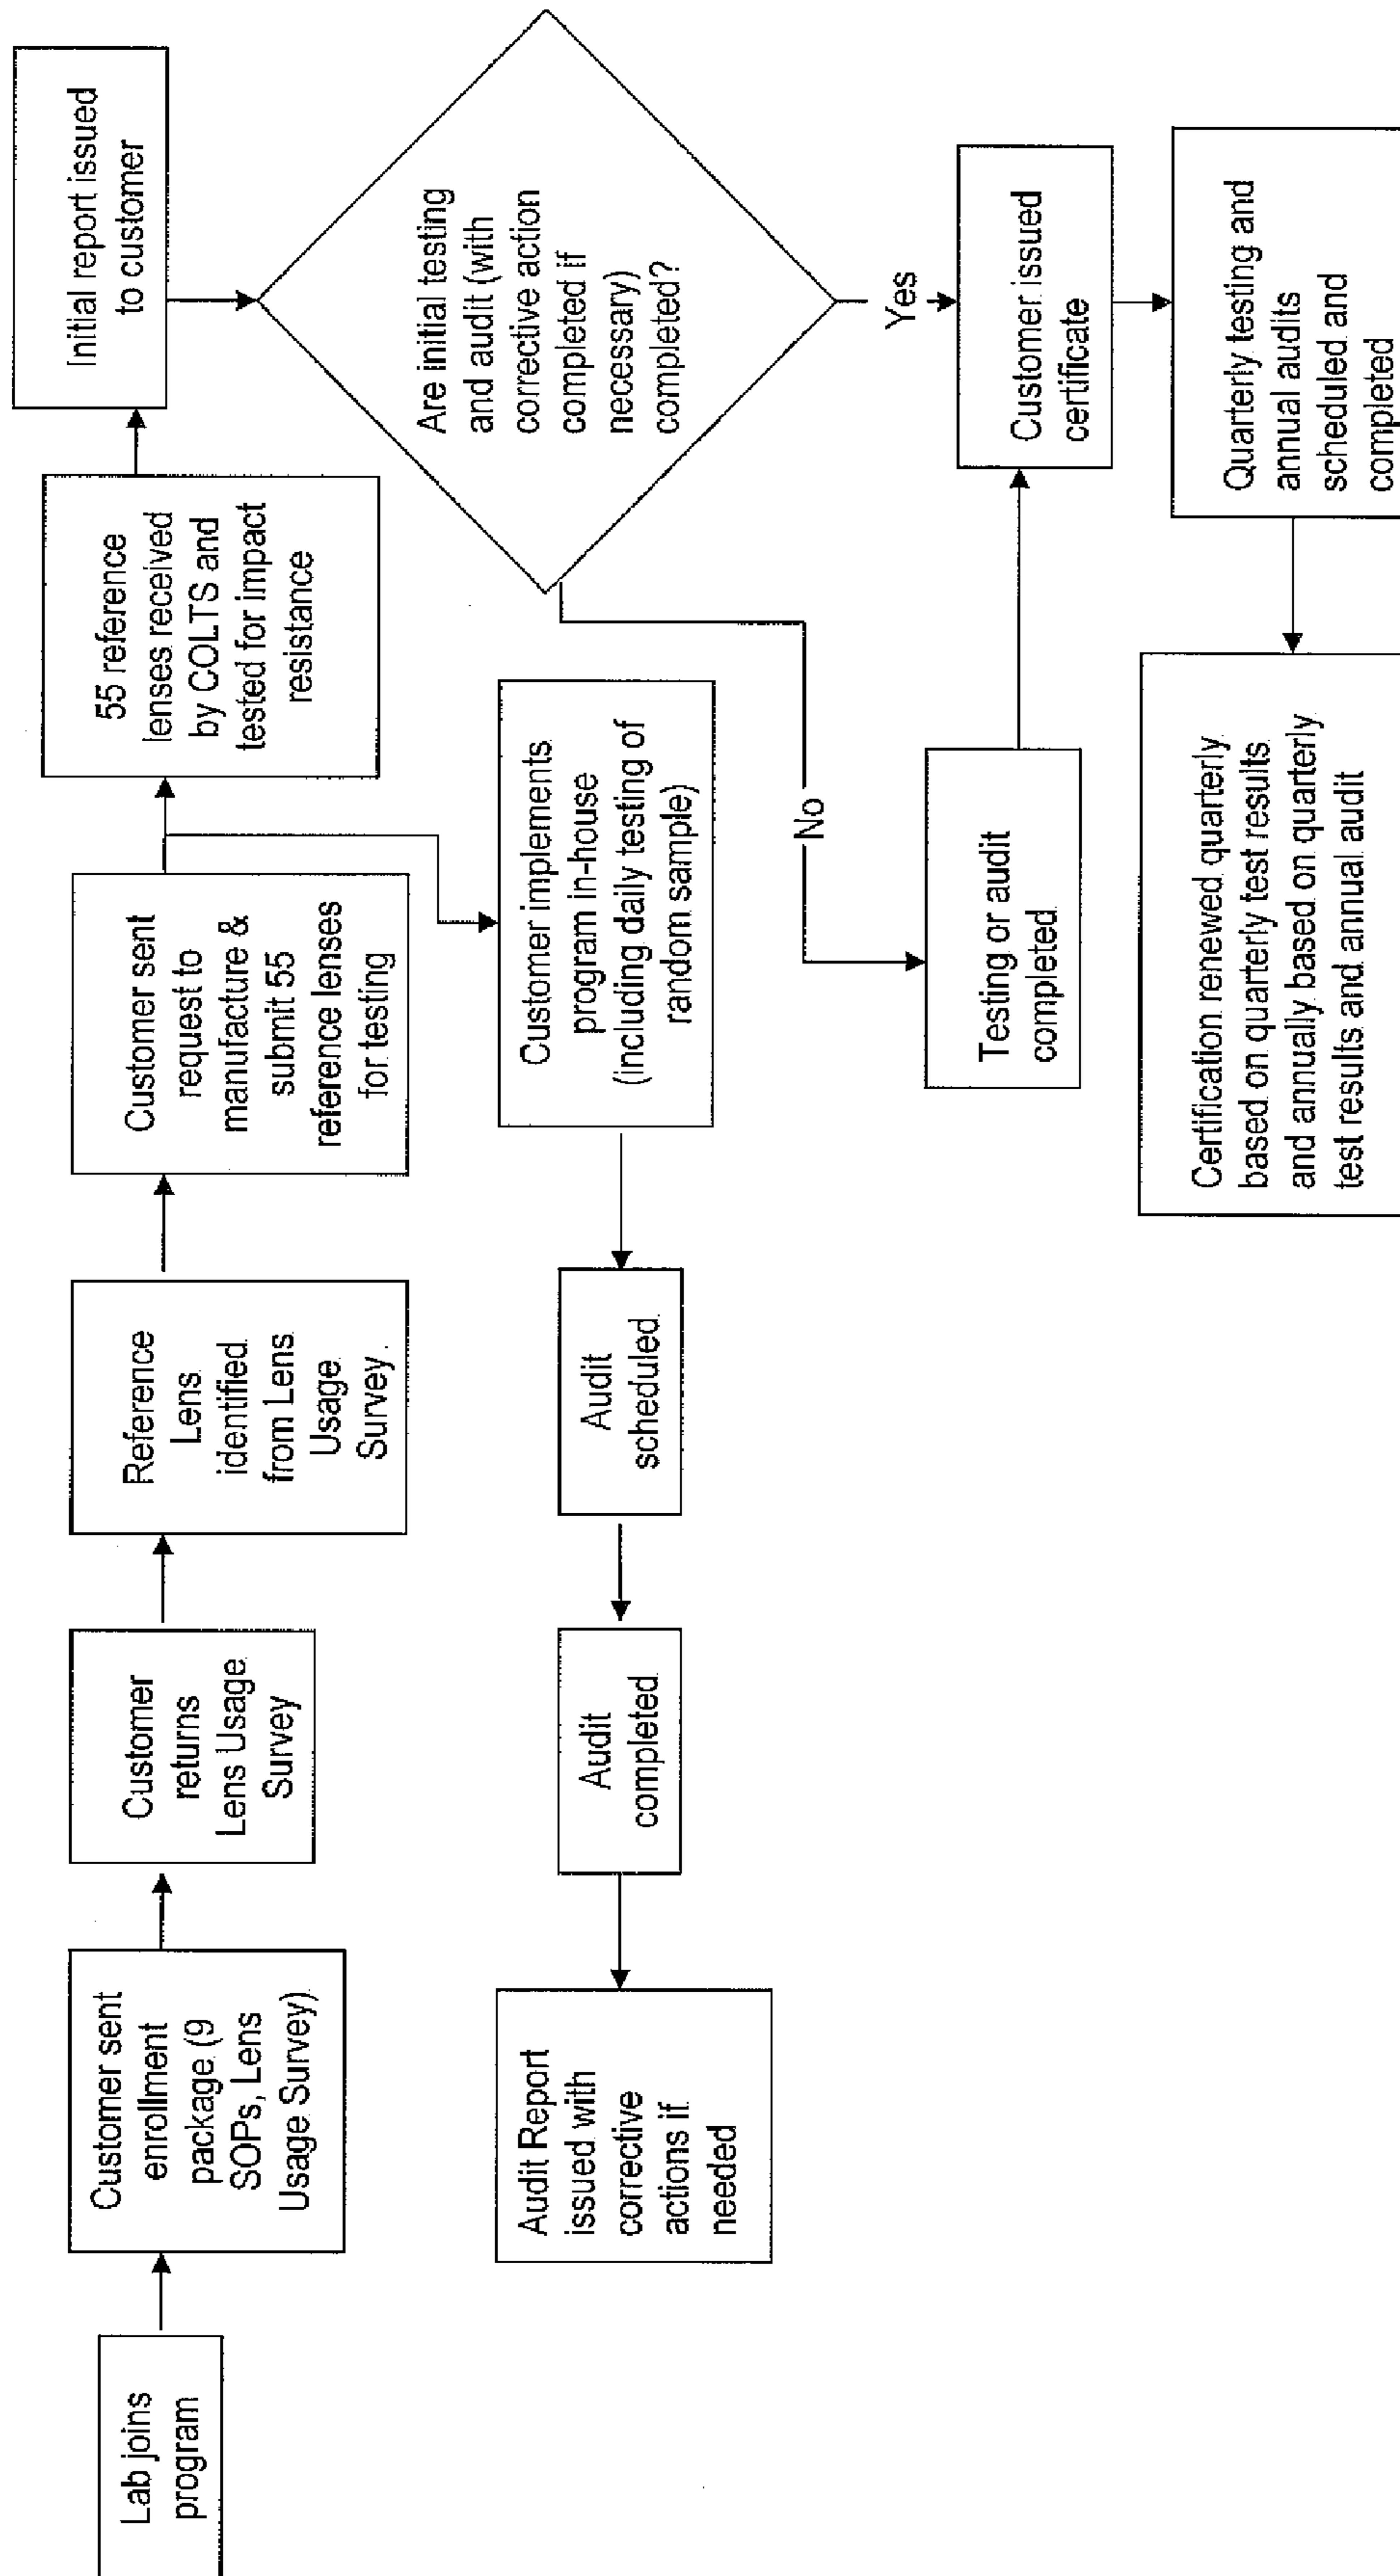 Lab joins
program
Customer sent
enrollment
package (9
SOPs, Lens
Usage Survey)
Customer
returns
Lens Usage
Survey
Reference
Lens
identified
from Lens
Usage
Survey.
Customer sent
request to
manufacture &
submit 55
reference lenses
for testing
55 reference
lenses received
by COLTS and
tested for impact
resistance
Initial report issued
to customer
Audit Report
issued with
corrective
actions if
needed
Audit
completed
Audit
scheduled
Customer implements
program in-house
(including daily testing of
random sample)
Are initial testing
and audit (with
corrective action
completed if
necessary)
completed?
No
Yes
Testing or audit
completed
Customer issued
certificate
Certification renewed quarterly
based on quarterly test results
and annually based on quarterly
test results and annual audit
Quarterly testing and
annual audits
scheduled and
completed